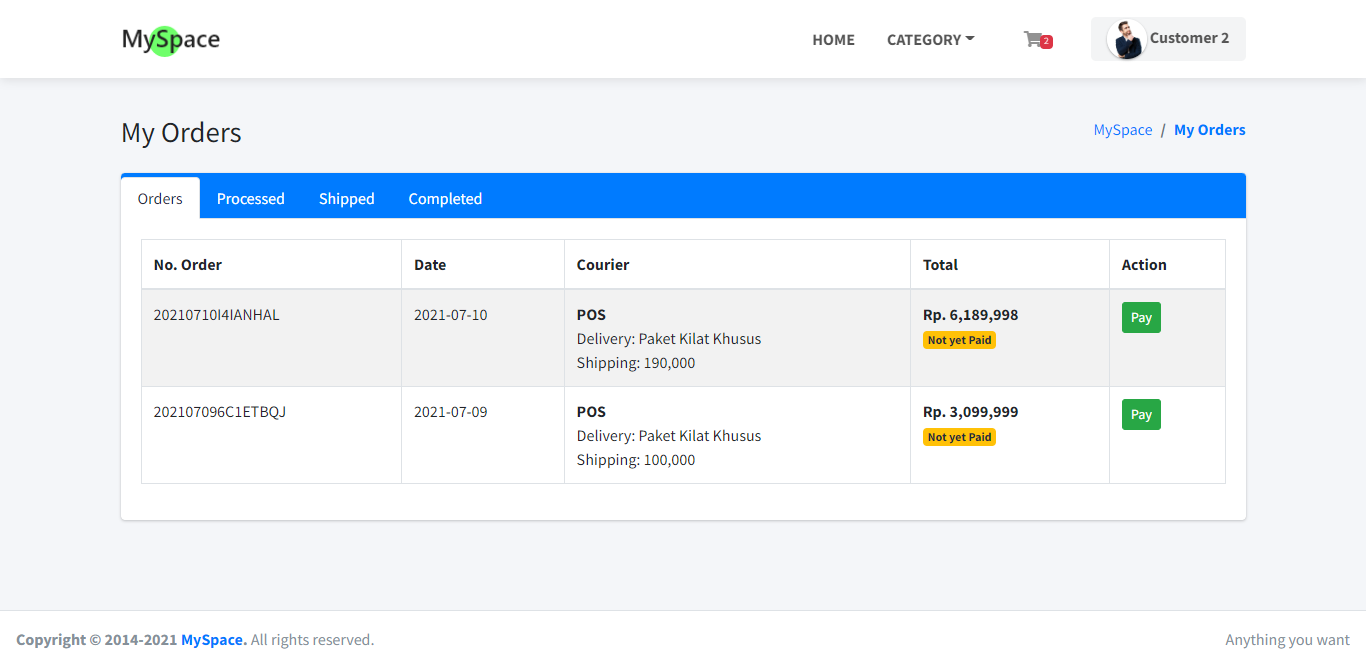 MySpace
HOME
CATEGORY
2
Customer 2
My Orders
MySpace / My Orders
Orders
Processed
Shipped
Completed
No. Order
Date
Courier
Total
Action
20210710I4IANHAL
2021-07-10
POS
Delivery: Paket Kilat Khusus
Shipping: 190,000
Rp. 6,189,998
Not yet Paid
Pay
202107096C1ETBQJ
2021-07-09
POS
Delivery: Paket Kilat Khusus
Shipping: 100,000
Rp. 3,099,999
Not yet Paid
Pay
Copyright © 2014-2021 MySpace. All rights reserved.
Anything you want